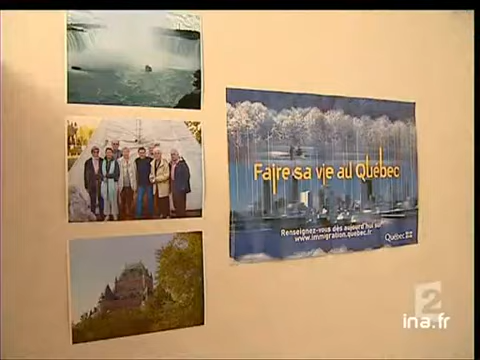 Faire sa vie au Québec
Renseignez-vous dès aujourd'hui sur
www.immigration.quebec.fr
Québec
2
ina.fr